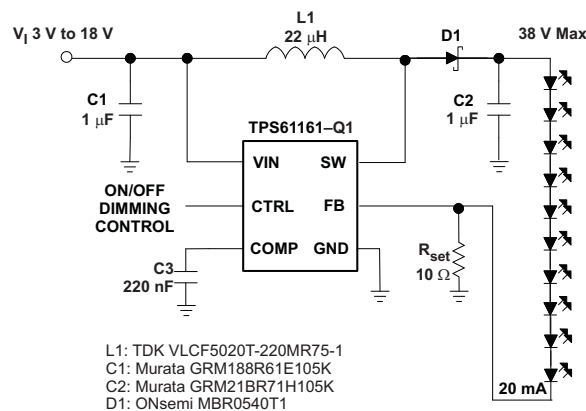 L1
22 μH
V_I 3 V to 18 V
D1
38 V Max
C1
1 μF
C2
1 μF
TPS61161–Q1
VIN
SW
ON/OFF
DIMMING
CONTROL
CTRL
FB
COMP
GND
C3
220 nF
R_set
10 Ω
20 mA
L1: TDK VLCF5020T-220MR75-1
C1: Murata GRM188R61E105K
C2: Murata GRM21BR71H105K
D1: ONsemi MBR0540T1